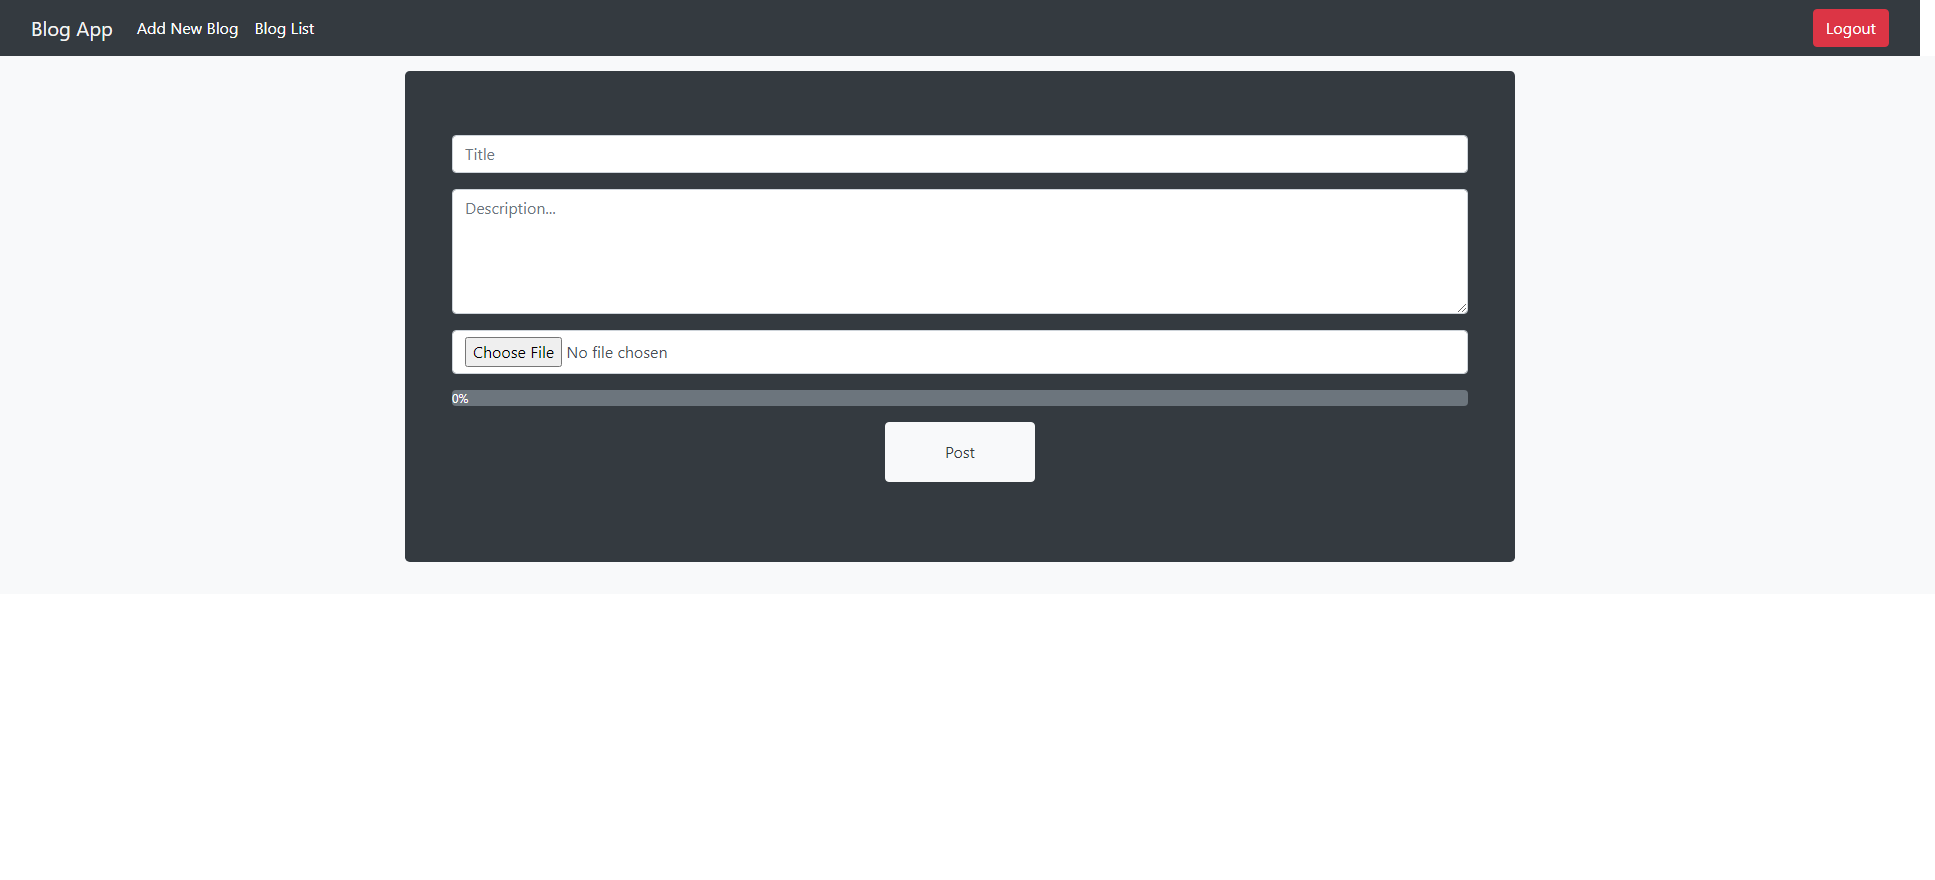 Blog App Add New Blog Blog List Logout
Title
Description...
Choose File No file chosen
0%
Post